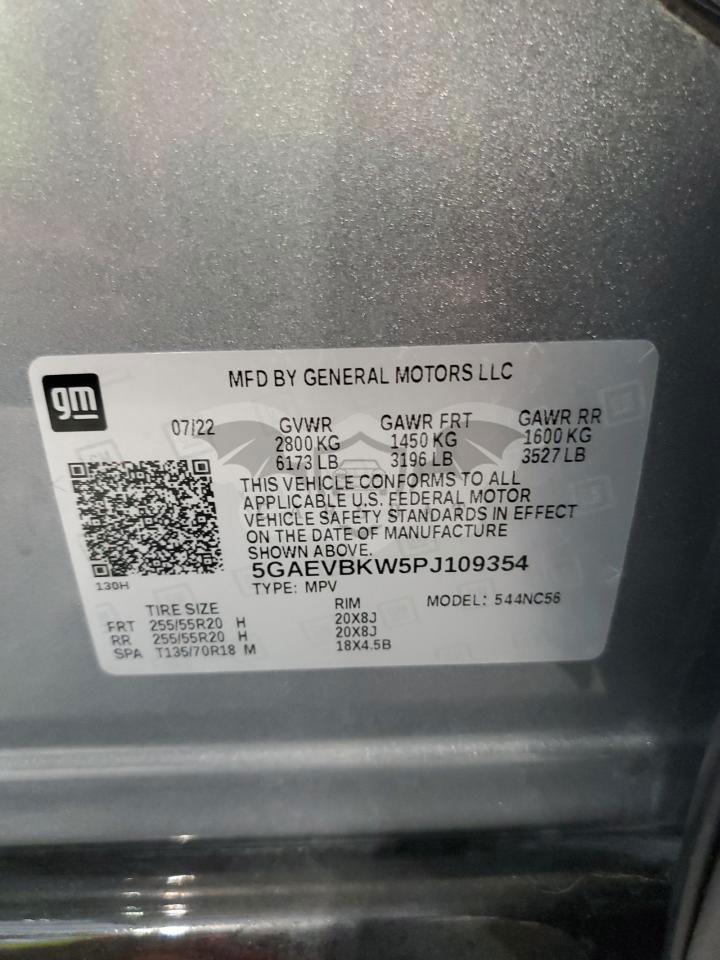 gm
MFD BY GENERAL MOTORS LLC
07/22 GVWR GAWR FRT GAWR RR
2800 KG 1450 KG 1600 KG
6173 LB 3196 LB 3527 LB
THIS VEHICLE CONFORMS TO ALL
APPLICABLE U.S. FEDERAL MOTOR
VEHICLE SAFETY STANDARDS IN EFFECT
ON THE DATE OF MANUFACTURE
SHOWN ABOVE.
5GAEVBKW5PJ109354
130H
TYPE: MPV MODEL: 544NC56
TIRE SIZE RIM
FRT 255/55R20 H 20X8J
RR 255/55R20 H 20X8J
SPA T135/70R18 M 18X4.5B